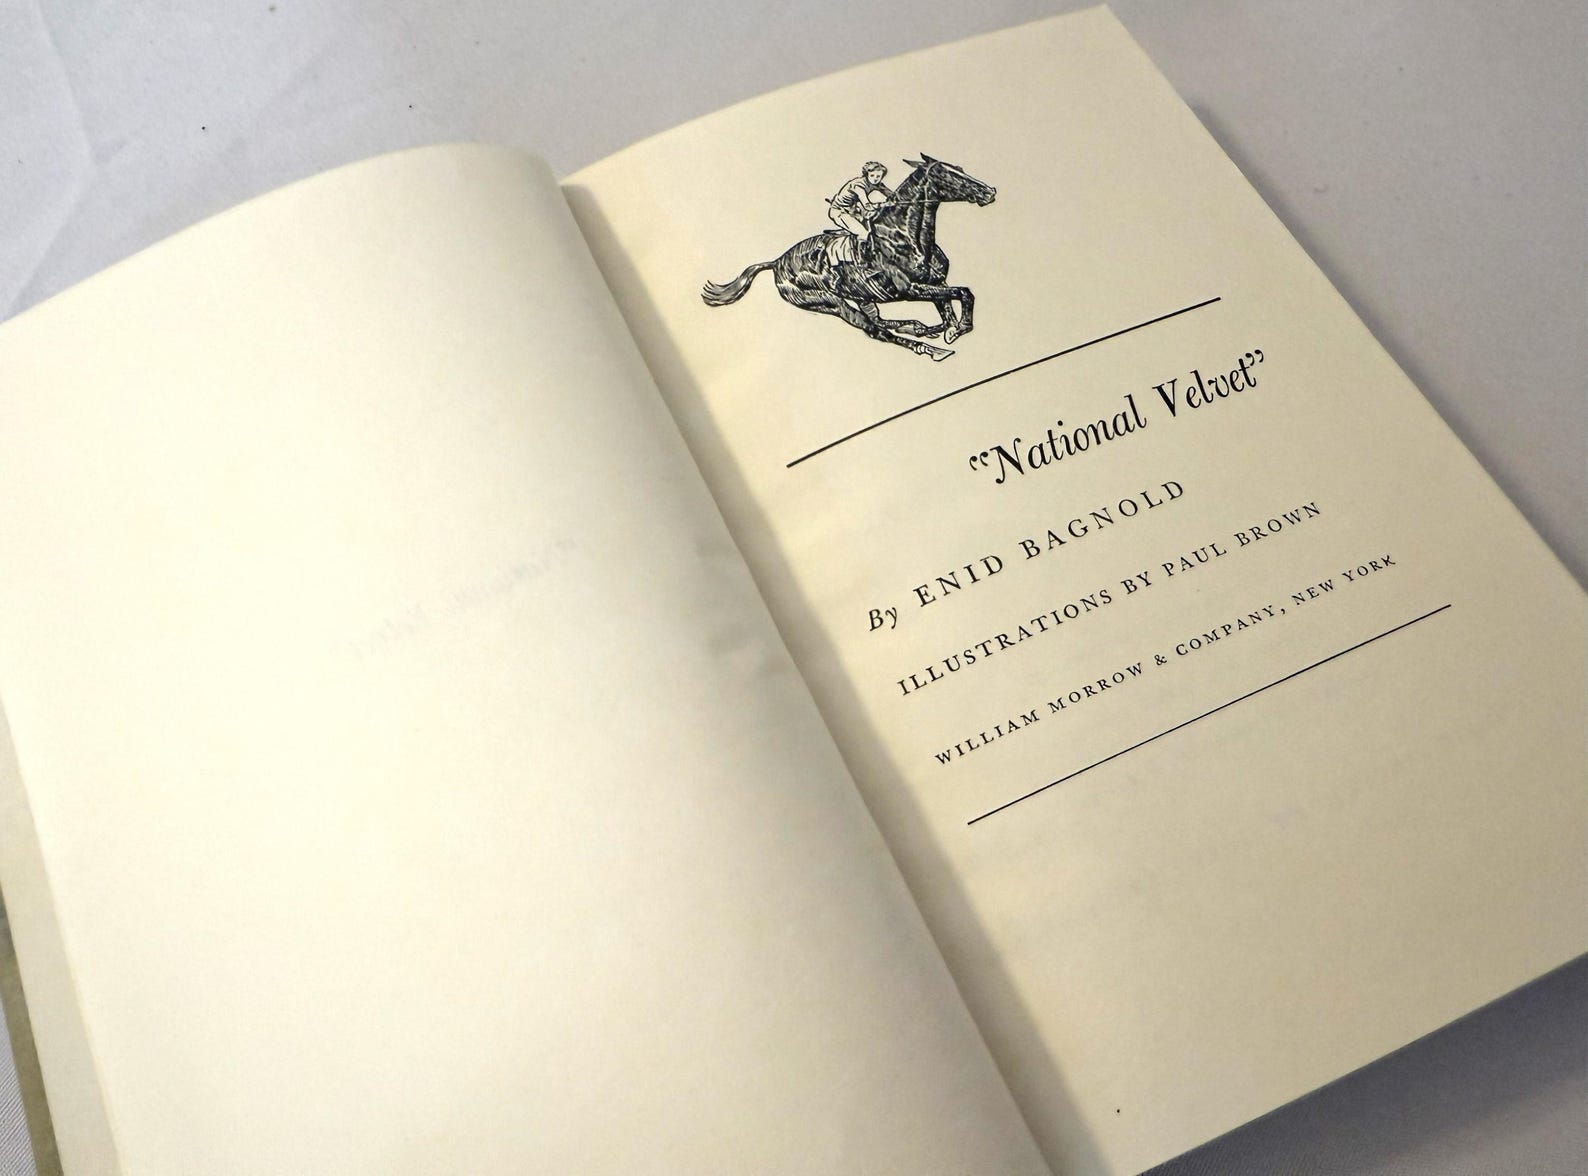 “National Velvet”
By ENID BAGNOLD
ILLUSTRATIONS BY PAUL BROWN
WILLIAM MORROW & COMPANY, NEW YORK